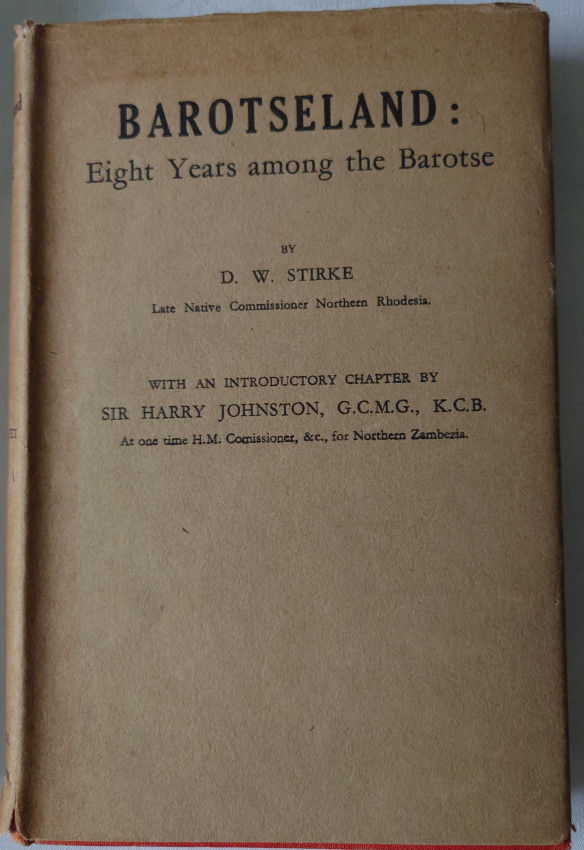 BAROTSELAND:
Eight Years among the Barotse
BY
D. W. STIRKE
Late Native Commissioner Northern Rhodesia.
WITH AN INTRODUCTORY CHAPTER BY
SIR HARRY JOHNSTON, G.C.M.G., K.C.B.
At one time H.M. Comissioner, &c., for Northern Zambezia.